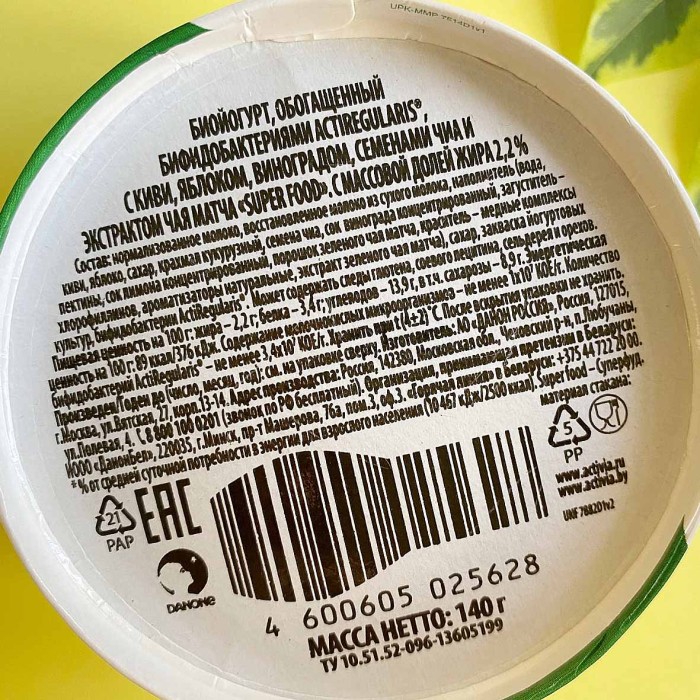 UPK-MMP 7514D1v1
БИОЙОГУРТ, ОБОГАЩЕННЫЙ
БИФИДОБАКТЕРИЯМИ ACTIREGULARIS®,
С КИВИ, ЯБЛОКОМ, ВИНОГРАДОМ, СЕМЕНАМИ ЧИА И
ЭКСТРАКТОМ ЧАЯ МАТЧА «SUPER FOOD». С МАССОВОЙ ДОЛЕЙ ЖИРА 2,2 %
Состав: нормализованное молоко, восстановленное молоко из сухого молока, наполнитель (вода,
киви, яблоко, сахар, крахмал кукурузный, семена чиа, сок винограда концентрированный, загуститель –
пектины, сок лимона концентрированный, порошок зеленого чая матча, краситель – медные комплексы
хлорофиллинов, ароматизаторы натуральные, экстракт зеленого чая матча), сахар, закваска йогуртовых
культур, бифидобактерии ActiRegularis®. Может содержать следы глютена, соевого лецитина, сельдерея и орехов.
Пищевая ценность на 100 г: жира – 2,2 г; белка – 3,4 г; углеводов – 13,9 г, в т.ч. сахарозы – 8,9 г. Энергетическая
ценность на 100 г: 89 ккал/376 кДж. Содержание молочнокислых микроорганизмов – не менее 1х10⁷ КОЕ/г. Количество
бифидобактерий ActiRegularis® – не менее 3,4х10⁷ КОЕ/г. Хранить при t (4±2)°С. После вскрытия упаковки не хранить.
Произведен/Годен до (число, месяц, год): см. на упаковке сверху. Изготовитель: АО «ДАНОН РОССИЯ», Россия, 127015,
г.Москва, ул.Вятская, 27, корп.13-14. Адрес производства: Россия, 142380, Московская обл., Чеховский р-н, п.Любучаны,
ул.Полевая, 4. 8 800 100 0201 (звонок по РФ бесплатный). Организация, принимающая претензии в Беларуси:
ИООО «ДанонБел», 220035, г.Минск, пр-т Машерова, 76а, пом.3, оф.3. «Горячая линия» в Беларуси: +375 44 722 20 00.
*% от средней суточной потребности в энергии для взрослого населения (10 467 кДж/2500 ккал). Super food – Суперфуд.
материал стакана:
21
PAP
EAC
5
PP
www.activia.ru
www.activia.by
UNF 7882D1v2
DANONE
4 600605 025628
МАССА НЕТТО: 140 г
ТУ 10.51.52-096-13605199